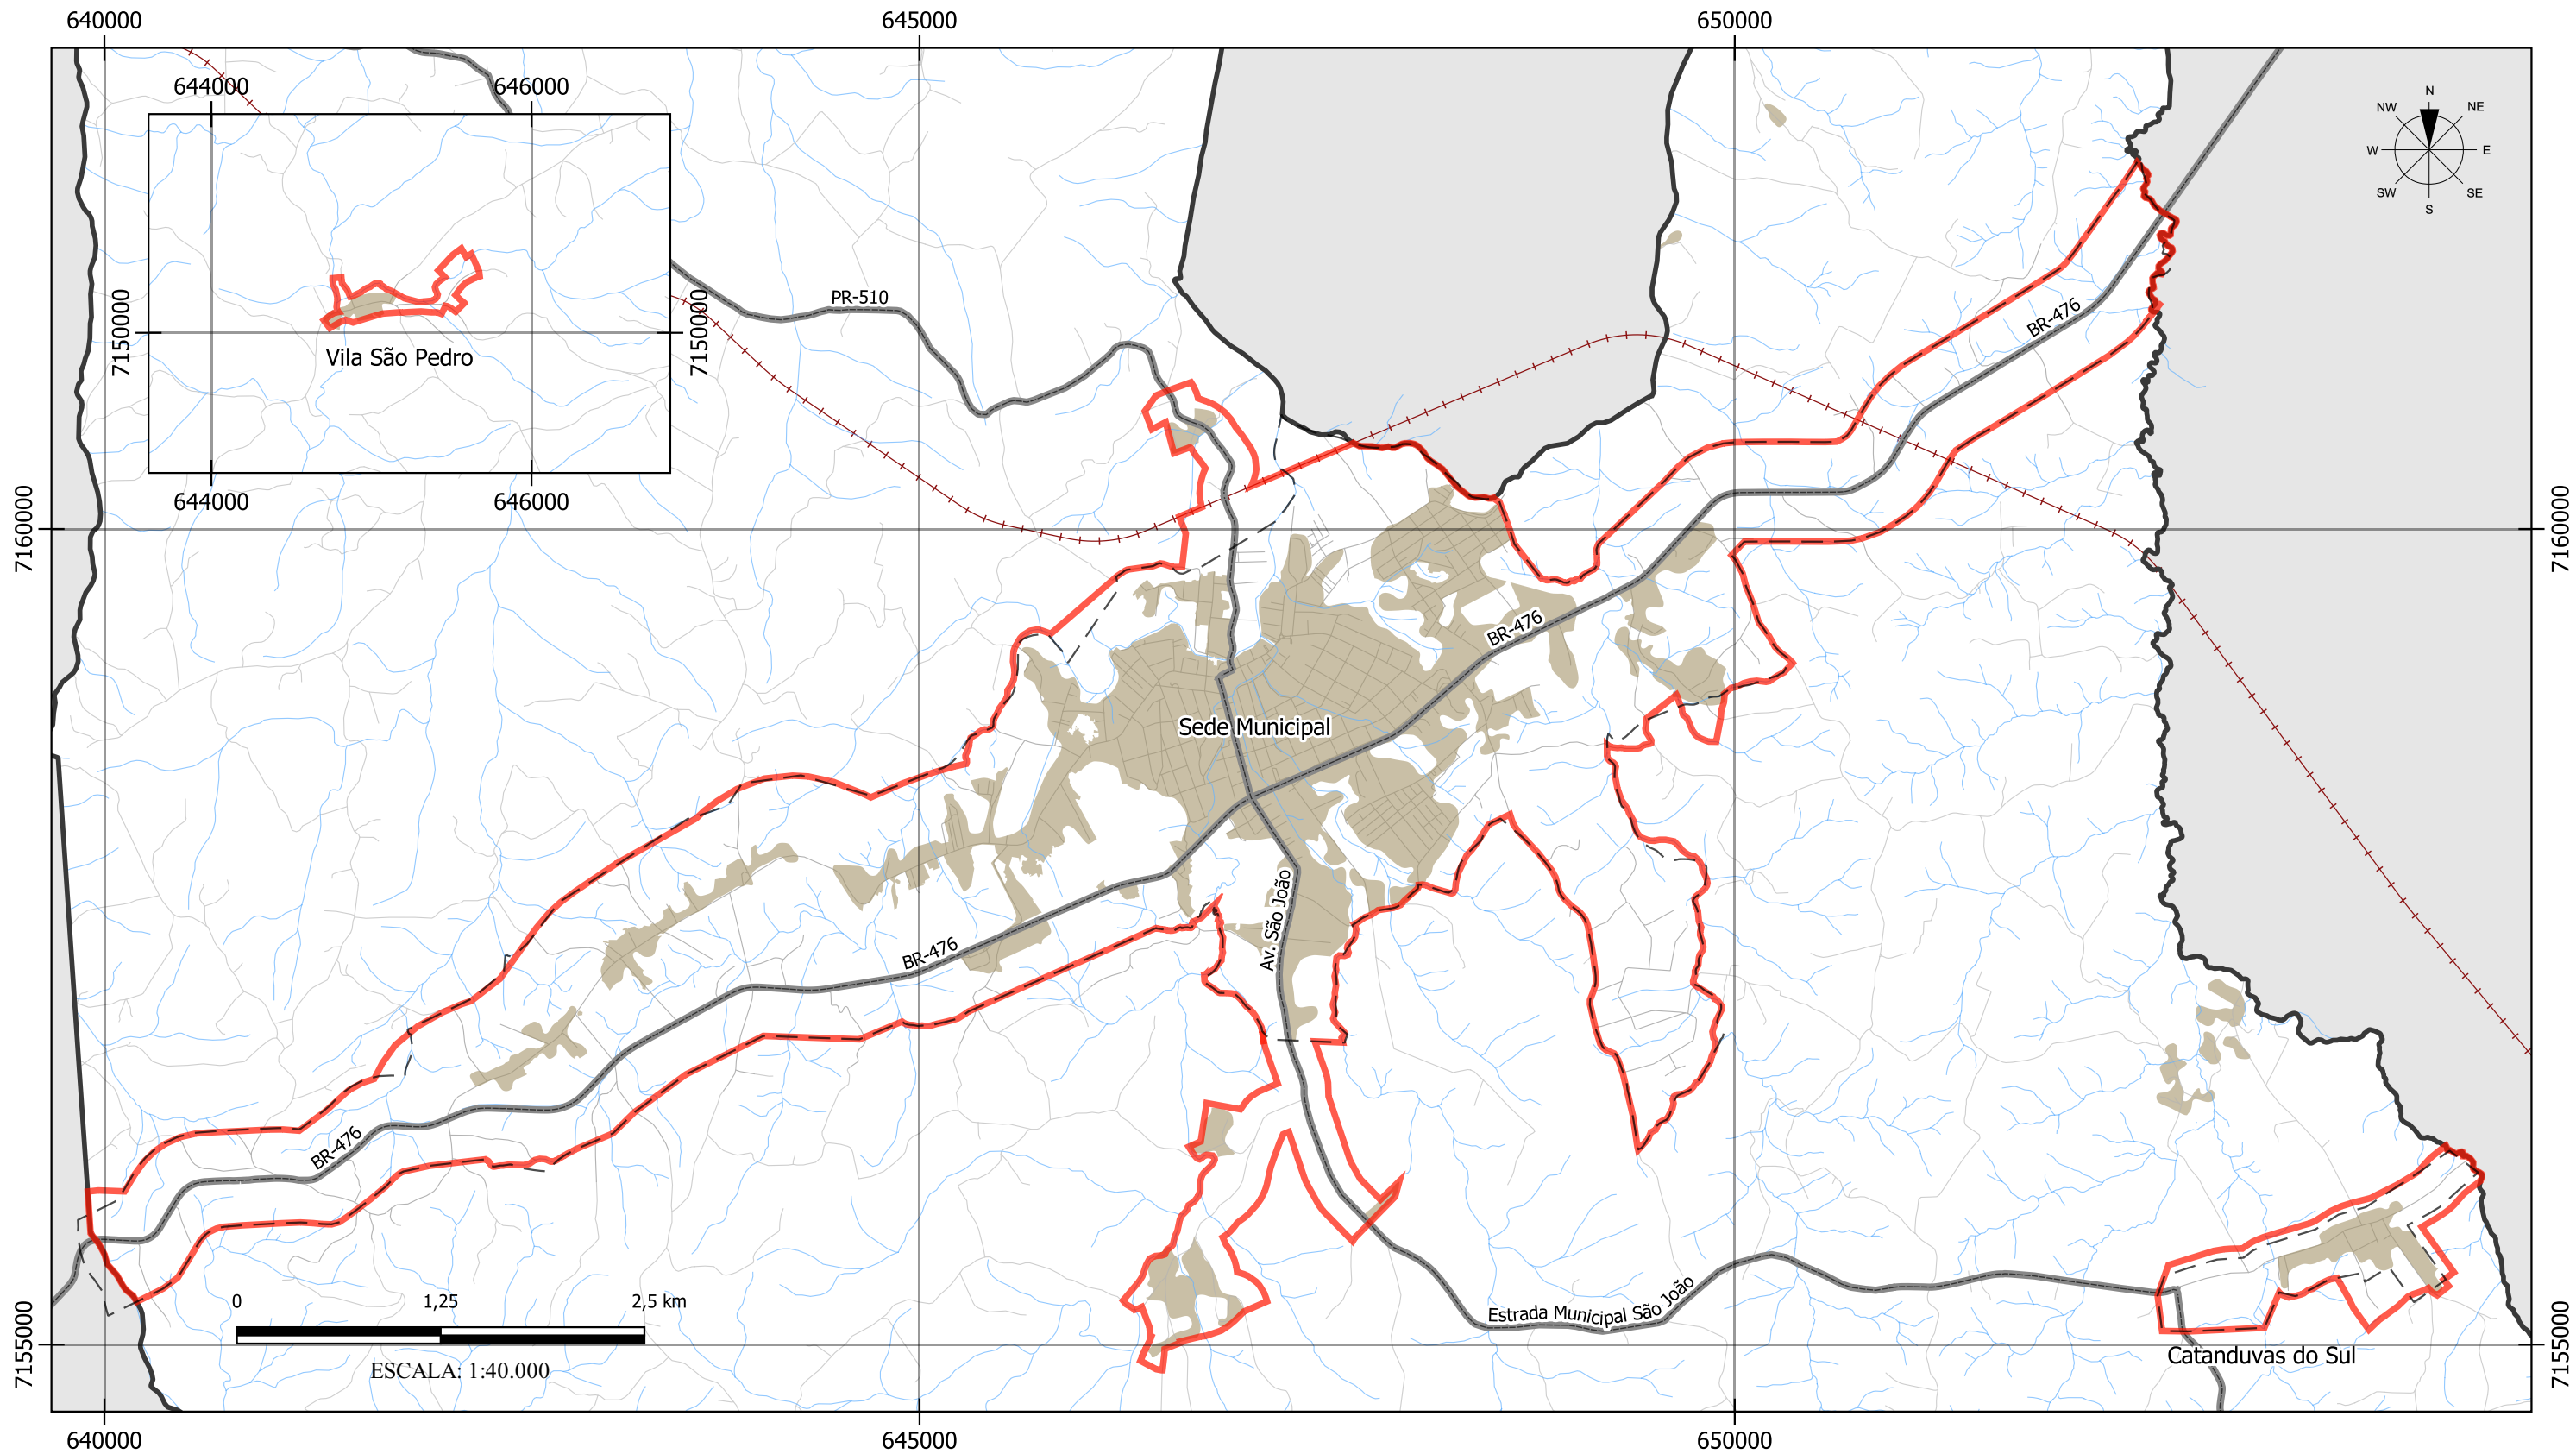 640000
645000
650000
644000
646000
N
NW
NE
W
E
SW
SE
S
7150000
7150000
PR-510
BR-476
Vila São Pedro
644000
646000
7160000
7160000
BR-476
Sede Municipal
Av. São João
BR-476
BR-476
0
1,25
2,5 km
Estrada Municipal São João
7155000
7155000
Catanduvas do Sul
ESCALA: 1:40.000
640000
645000
650000